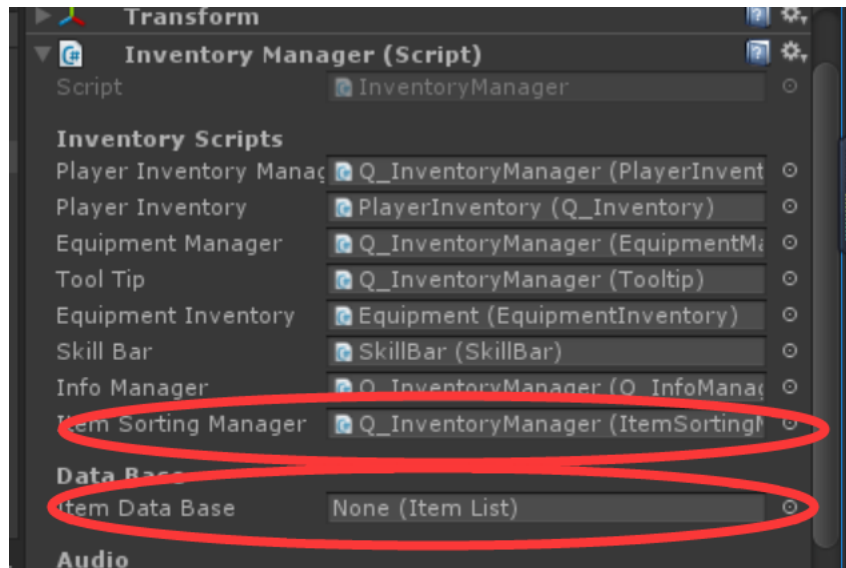 Transform
Inventory Manager (Script)
Script InventoryManager
Inventory Scripts
Player Inventory Manag Q_InventoryManager (PlayerInvent
Player Inventory PlayerInventory (Q_Inventory)
Equipment Manager Q_InventoryManager (EquipmentMa
Tool Tip Q_InventoryManager (Tooltip)
Equipment Inventory Equipment (EquipmentInventory)
Skill Bar SkillBar (SkillBar)
Info Manager Q_InventoryManager (Q_InfoManag
Item Sorting Manager Q_InventoryManager (ItemSortingM
Data Base
Item Data Base None (Item List)
Audio